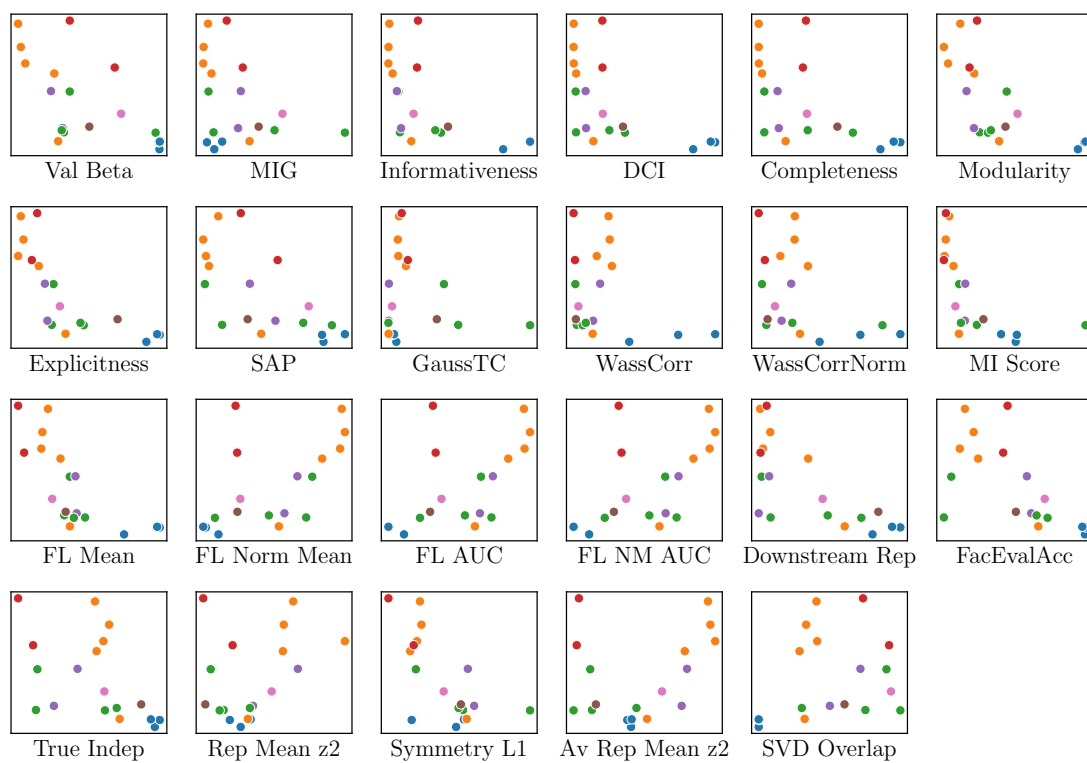 Val Beta
MIG
Informativeness
DCI
Completeness
Modularity
Explicitness
SAP
GaussTC
WassCorr
WassCorrNorm
MI Score
FL Mean
FL Norm Mean
FL AUC
FL NM AUC
Downstream Rep
FacEvalAcc
True Indep
Rep Mean z2
Symmetry L1
Av Rep Mean z2
SVD Overlap